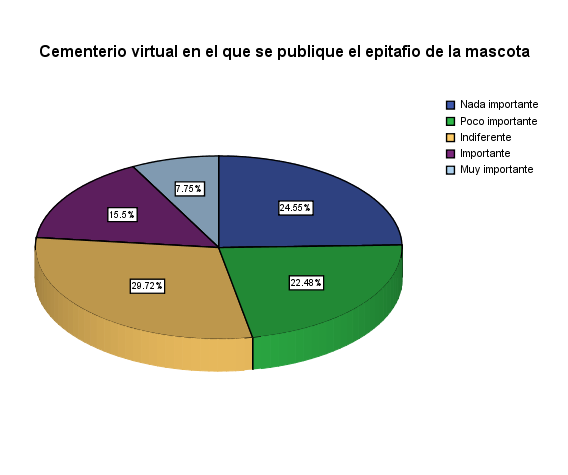 Cementerio virtual en el que se publique el epitafio de la mascota
Nada importante
Poco importante
Indiferente
Importante
Muy importante
7.75%
24.55%
15.5%
22.48%
29.72%